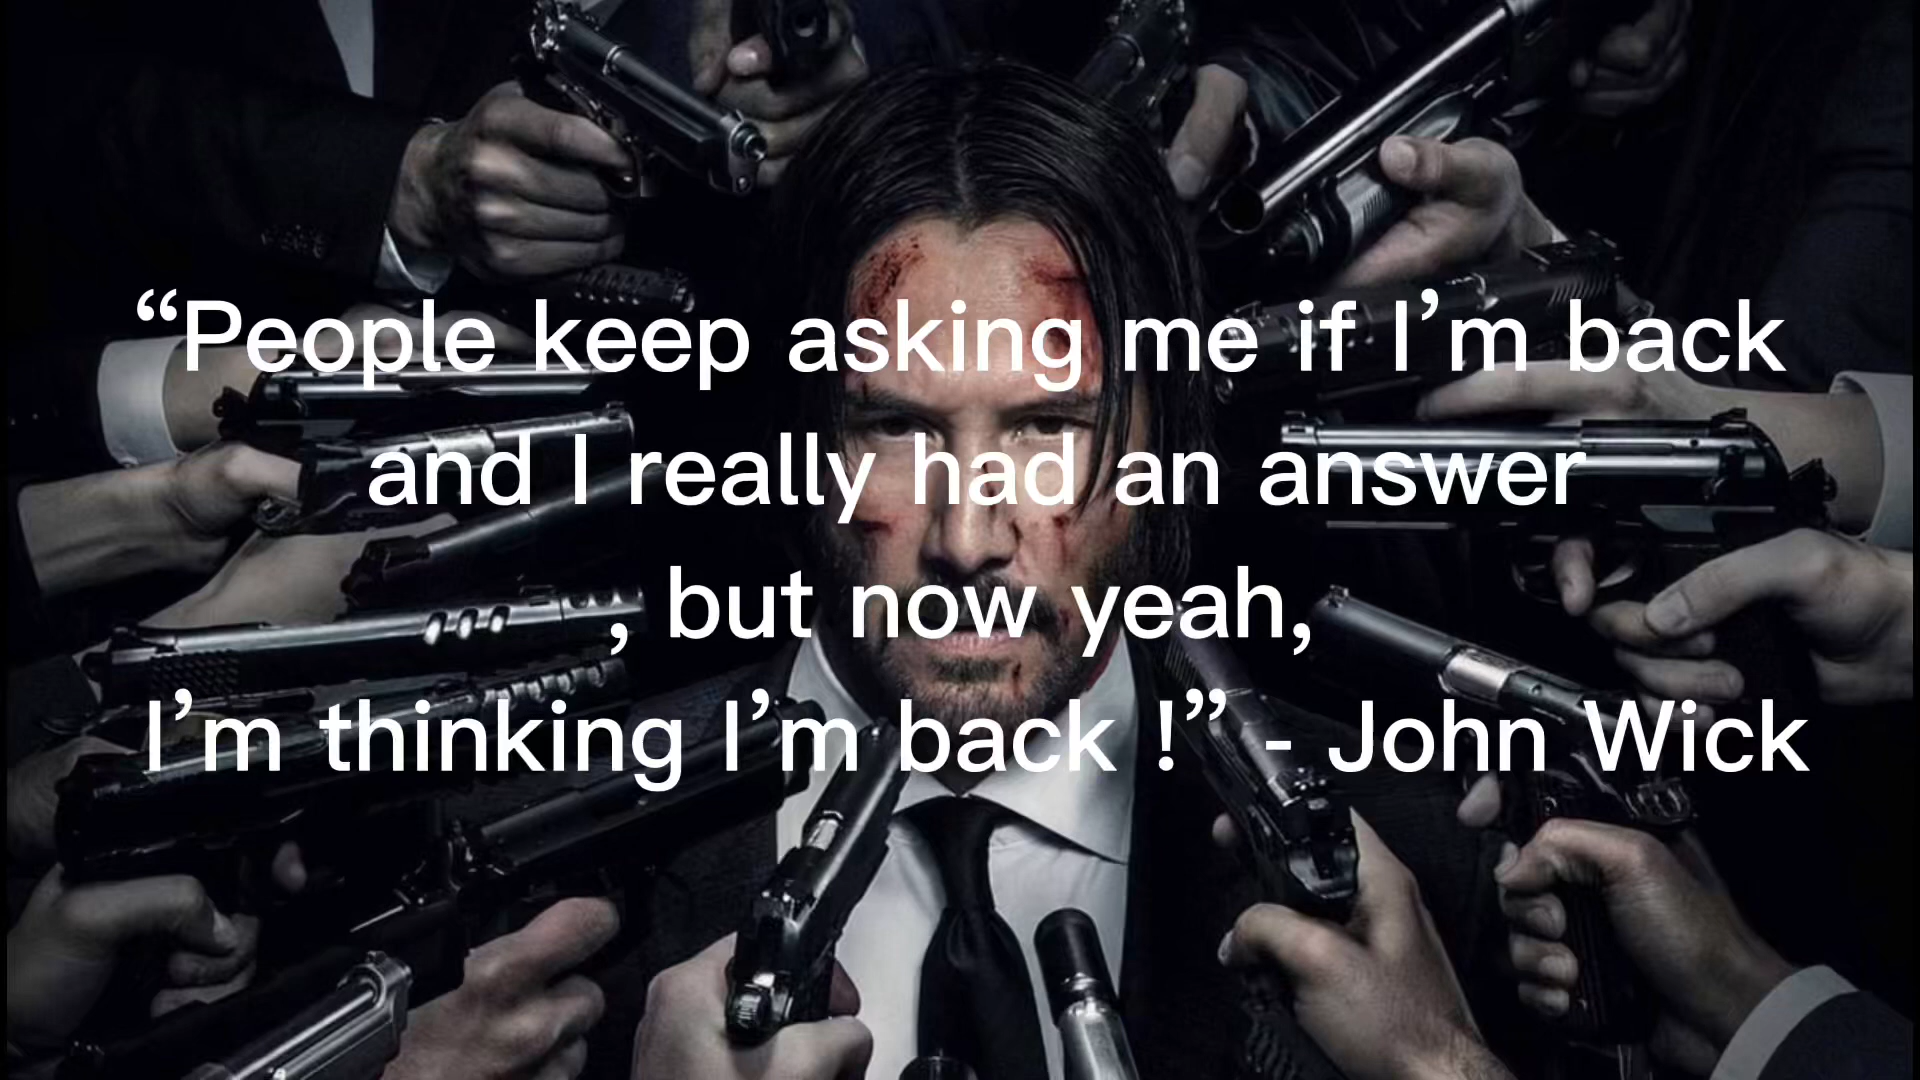 “People keep asking me if I’m back
and I really had an answer
, but now yeah,
I’m thinking I’m back !” - John Wick